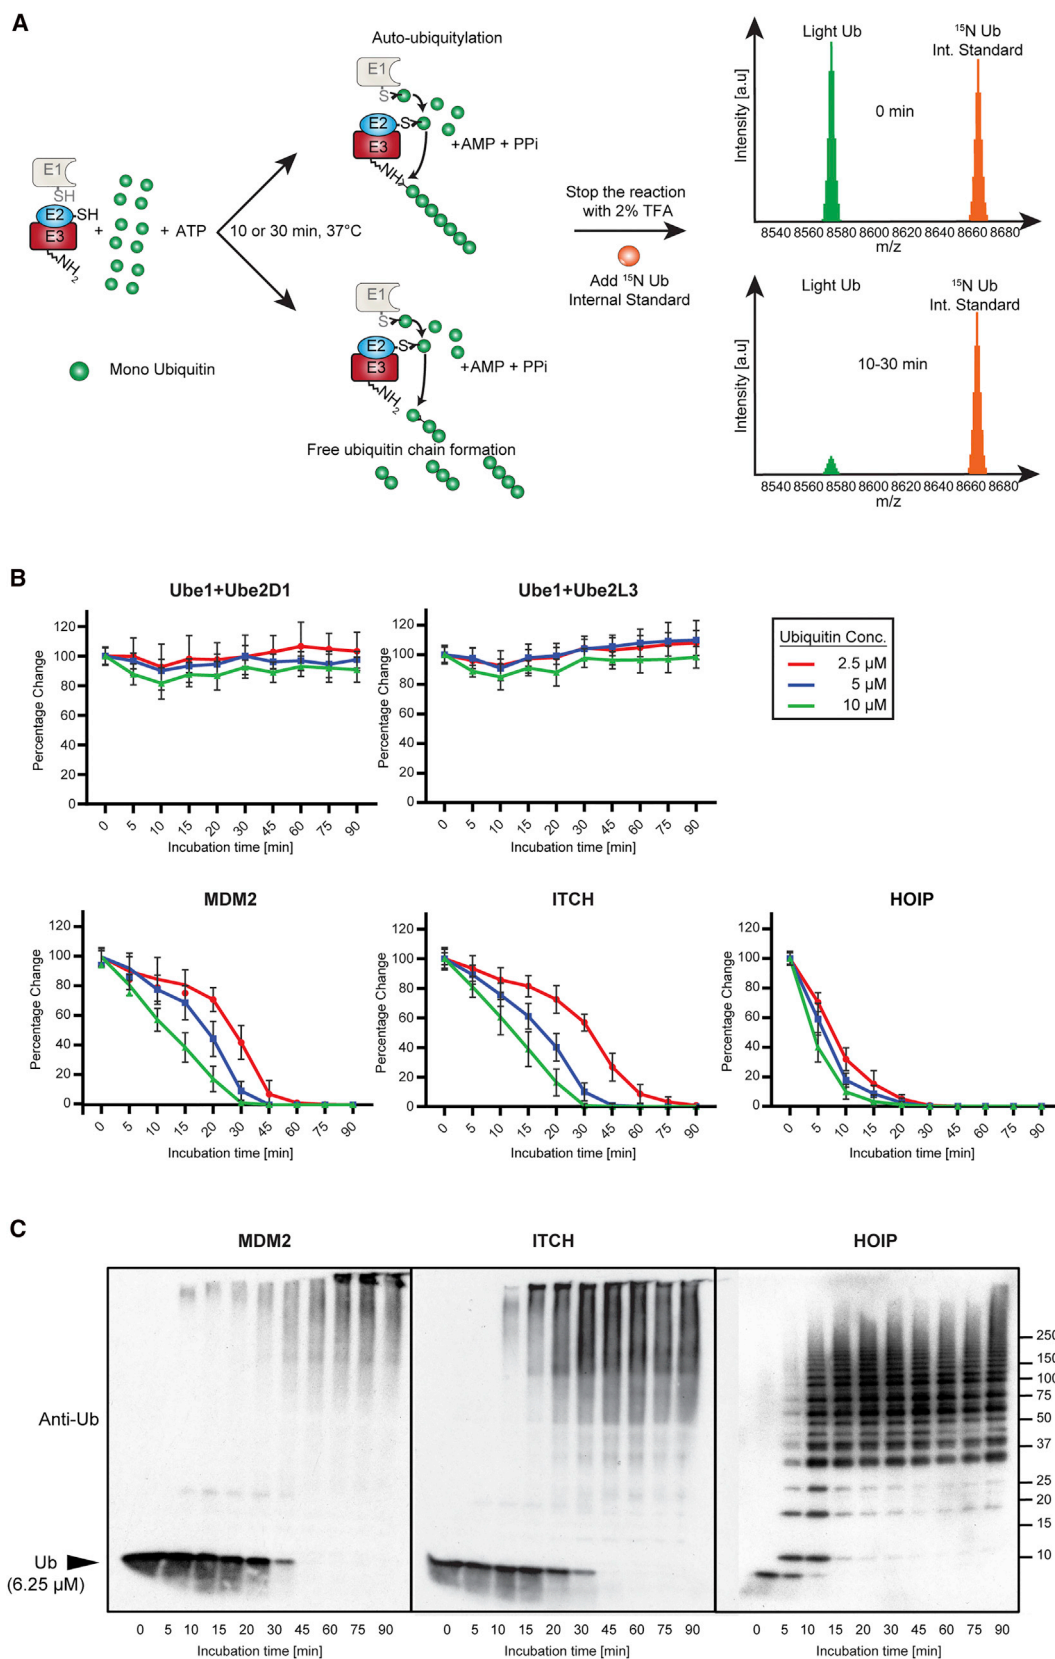 A
Auto-ubiquitylation
E1
S
E2
S
E3
+AMP + PPi
NH
E1
SH
E2
SH
E3
NH2
+
+ ATP
10 or 30 min, 37°C
Mono Ubiquitin
E1
S
E2
S
E3
+AMP + PPi
NH2
Free ubiquitin chain formation
Stop the reaction
with 2% TFA
Add 15N Ub
Internal Standard
Light Ub
15N Ub
Int. Standard
0 min
Intensity [a.u]
8540 8560 8580 8600 8620 8640 8660 8680
m/z
Light Ub
15N Ub
Int. Standard
10-30 min
Intensity [a.u]
8540 8560 8580 8600 8620 8640 8660 8680
m/z
B
Ube1+Ube2D1
Percentage Change
120
100
80
60
40
20
0
0 5 10 15 20 30 45 60 75 90
Incubation time [min]
Ube1+Ube2L3
Percentage Change
120
100
80
60
40
20
0
0 5 10 15 20 30 45 60 75 90
Incubation time [min]
Ubiquitin Conc.
2.5 µM
5 µM
10 µM
MDM2
Percentage Change
120
100
80
60
40
20
0
0 5 10 15 20 30 45 60 75 90
Incubation time [min]
ITCH
Percentage Change
120
100
80
60
40
20
0
0 5 10 15 20 30 45 60 75 90
Incubation time [min]
HOIP
Percentage Change
120
100
80
60
40
20
0
0 5 10 15 20 30 45 60 75 90
Incubation time [min]
C
MDM2
ITCH
HOIP
Anti-Ub
Ub
(6.25 µM)
250
150
100
75
50
37
25
20
15
10
0 5 10 15 20 30 45 60 75 90
Incubation time [min]
0 5 10 15 20 30 45 60 75 90
Incubation time [min]
0 5 10 15 20 30 45 60 75 90
Incubation time [min]